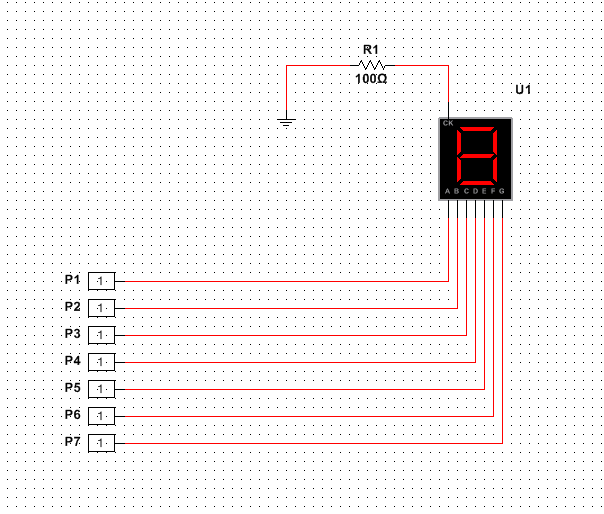 R1
100Ω
U1
CK
A B C D E F G
P1 1
P2 1
P3 1
P4 1
P5 1
P6 1
P7 1